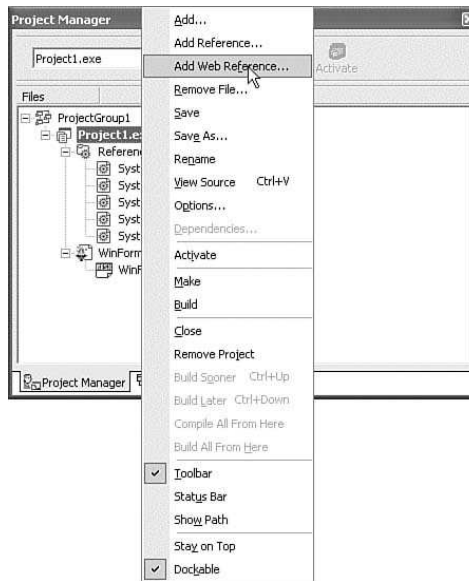 Project Manager
Add...
Add Reference...
Project1.exe
Add Web Reference...
Activate
Remove File...
Files
Save
ProjectGroup1
Save As...
Project1.e
Rename
Referen
View Source Ctrl+V
Syst
Options...
Syst
Dependencies...
Syst
Activate
Syst
WinForm
Make
WinF
Build
Close
Remove Project
Project Manager
Build Sooner Ctrl+Up
Build Later Ctrl+Down
Compile All From Here
Build All From Here
Toolbar
Status Bar
Show Path
Stay on Top
Dockable